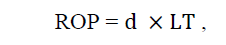 ROP = d × LT ,